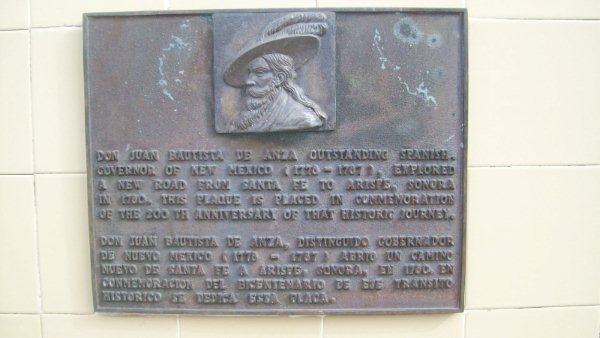 DON JUAN BAUTISTA DE ANZA OUTSTANDING SPANISH.
GOVERNOR OF NEW MEXICO (1778 - 1787), EXPLORED
A NEW ROAD FROM SANTA FE TO ARISPE, SONORA
IN 1780. THIS PLAQUE IS PLACED IN COMMEMORATION
OF THE 200 TH ANNIVERSARY OF THAT HISTORIC JOURNEY.
DON JUAN BAUTISTA DE ANZA, DISTINGUIDO GOBERNADOR
DE NUEVO MEXICO (1778 - 1787) ABRIO UN CAMINO
NUEVO DE SANTA FE A ARISPE, SONORA, EN 1780. EN
CONMEMORACION DEL BICENTENARIO DE ESE TRANSITO
HISTORICO SE DEDICA ESTA PLACA.